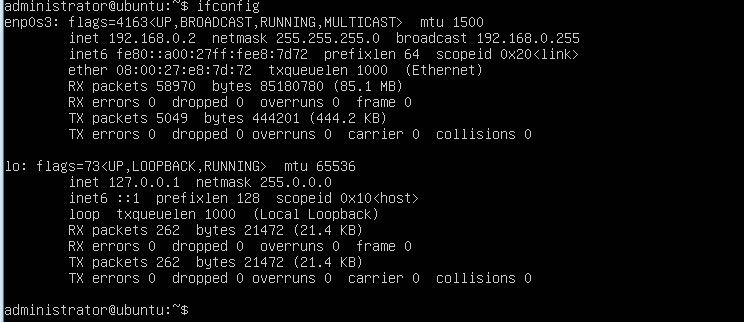 administrator@ubuntu:~$ ifconfig
enp0s3: flags=4163<UP,BROADCAST,RUNNING,MULTICAST>  mtu 1500
        inet 192.168.0.2  netmask 255.255.255.0  broadcast 192.168.0.255
        inet6 fe80::a00:27ff:fee8:7d72  prefixlen 64  scopeid 0x20<link>
        ether 08:00:27:e8:7d:72  txqueuelen 1000  (Ethernet)
        RX packets 58970  bytes 85180780 (85.1 MB)
        RX errors 0  dropped 0  overruns 0  frame 0
        TX packets 5049  bytes 444201 (444.2 KB)
        TX errors 0  dropped 0 overruns 0  carrier 0  collisions 0
lo: flags=73<UP,LOOPBACK,RUNNING>  mtu 65536
        inet 127.0.0.1  netmask 255.0.0.0
        inet6 ::1  prefixlen 128  scopeid 0x10<host>
        loop  txqueuelen 1000  (Local Loopback)
        RX packets 262  bytes 21472 (21.4 KB)
        RX errors 0  dropped 0  overruns 0  frame 0
        TX packets 262  bytes 21472 (21.4 KB)
        TX errors 0  dropped 0 overruns 0  carrier 0  collisions 0
administrator@ubuntu:~$